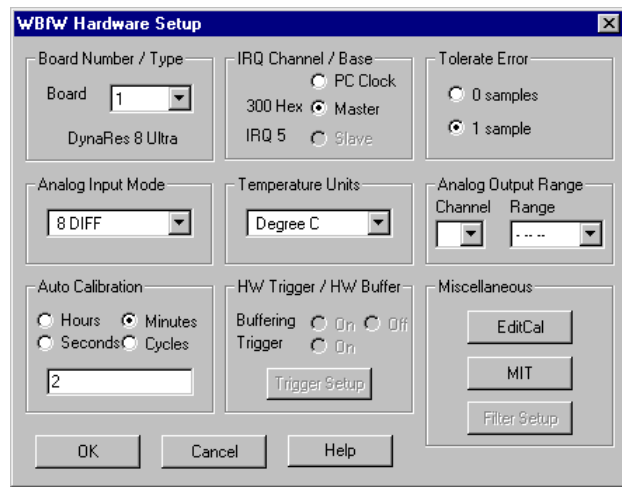 WBfW Hardware Setup
Board Number / Type
Board 1
DynaRes 8 Ultra
IRQ Channel / Base
PC Clock
300 Hex Master
IRQ 5 Slave
Tolerate Error
0 samples
1 sample
Analog Input Mode
8 DIFF
Temperature Units
Degree C
Analog Output Range
Channel Range
-- -- --
Auto Calibration
Hours Minutes
Seconds Cycles
2
HW Trigger / HW Buffer
Buffering On Off
Trigger On
Trigger Setup
Miscellaneous
EditCal
MIT
Filter Setup
OK Cancel Help